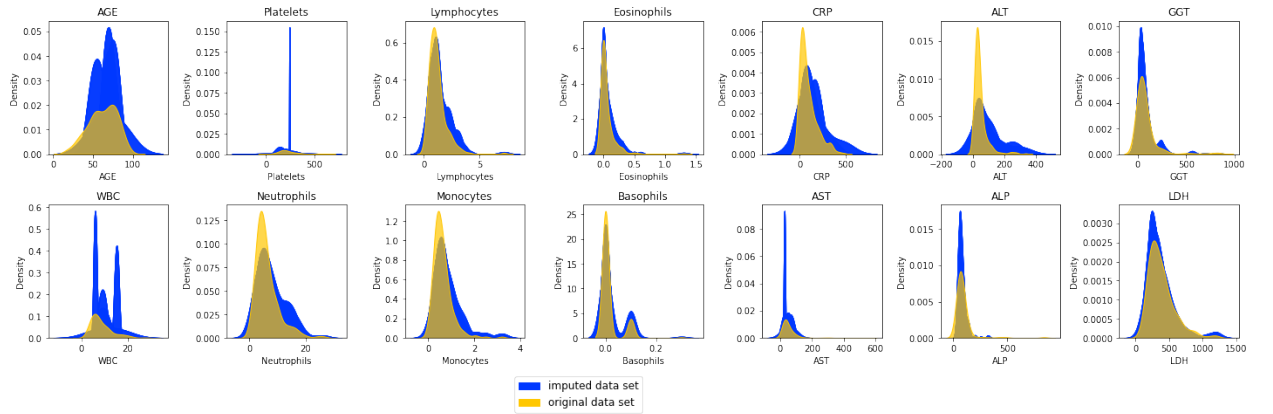 AGE
Platelets
Lymphocytes
Eosinophils
CRP
ALT
GGT
Density
0.05
0.04
0.03
0.02
0.01
0.00
0 50 100
AGE
Density
0.150
0.125
0.100
0.075
0.050
0.025
0.000
0 500
Platelets
Density
0.6
0.4
0.2
0.0
0 5
Lymphocytes
Density
6
4
2
0
0.0 0.5 1.0 1.5
Eosinophils
Density
0.006
0.005
0.004
0.003
0.002
0.001
0.000
0 500
CRP
Density
0.015
0.010
0.005
0.000
−200 0 200 400
ALT
Density
0.010
0.008
0.006
0.004
0.002
0.000
0 500 1000
GGT
WBC
Neutrophils
Monocytes
Basophils
AST
ALP
LDH
Density
0.6
0.5
0.4
0.3
0.2
0.1
0.0
0 20
WBC
Density
0.125
0.100
0.075
0.050
0.025
0.000
0 20
Neutrophils
Density
1.2
1.0
0.8
0.6
0.4
0.2
0.0
0 2 4
Monocytes
Density
25
20
15
10
5
0
0.0 0.2
Basophils
Density
0.08
0.06
0.04
0.02
0.00
0 200 400 600
AST
Density
0.015
0.010
0.005
0.000
0 500
ALP
Density
0.0030
0.0025
0.0020
0.0015
0.0010
0.0005
0.0000
0 500 1000 1500
LDH
imputed data set
original data set